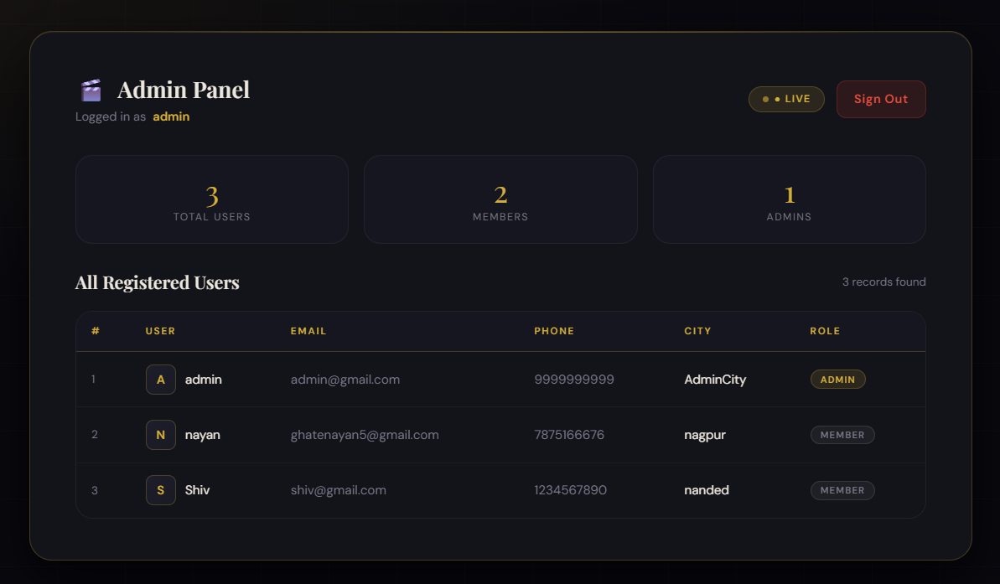 Admin Panel
Logged in as admin
• LIVE
Sign Out
3
TOTAL USERS
2
MEMBERS
1
ADMINS
All Registered Users
3 records found
# USER EMAIL PHONE CITY ROLE
1 A admin admin@gmail.com 9999999999 AdminCity ADMIN
2 N nayan ghatenayan5@gmail.com 7875166676 nagpur MEMBER
3 S Shiv shiv@gmail.com 1234567890 nanded MEMBER